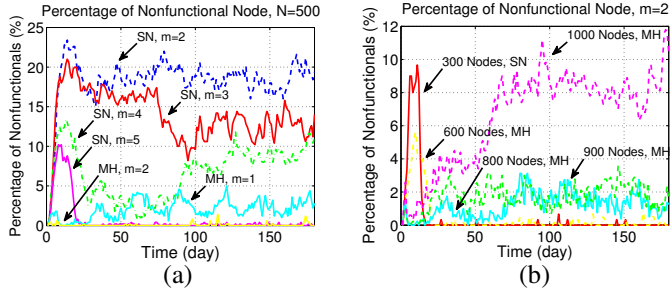 Percentage of Nonfunctional Node, N=500
Percentage of Nonfunctionals (%)
25
20
15
10
5
0
0
50
100
150
Time (day)
SN, m=2
SN, m=3
SN, m=4
SN, m=5
MH, m=2
MH, m=1
(a)
Percentage of Nonfunctional Node, m=2
Percentage of Nonfunctionals (%)
12
10
8
6
4
2
0
0
50
100
150
Time (day)
1000 Nodes, MH
300 Nodes, SN
600 Nodes, MH
800 Nodes, MH
900 Nodes, MH
(b)